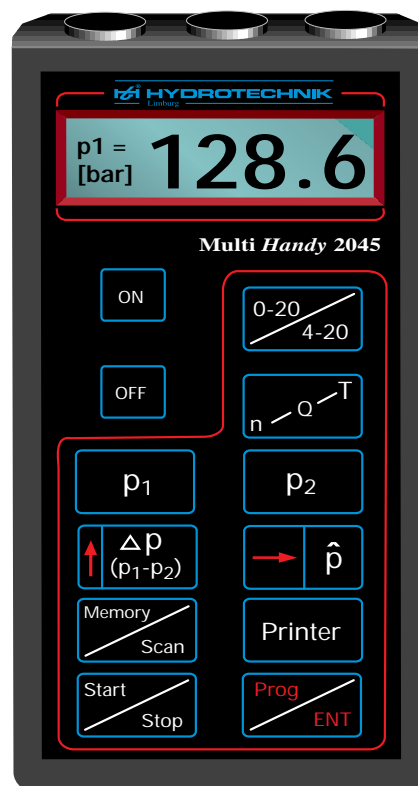 HYDROTECHNIK
Limburg
p1 = 128.6
[bar]
Multi Handy 2045
ON
0-20
4-20
OFF
n Q T
p1
p2
Δp
(p1-p2)
p̂
Memory
Scan
Printer
Start
Stop
Prog
ENT